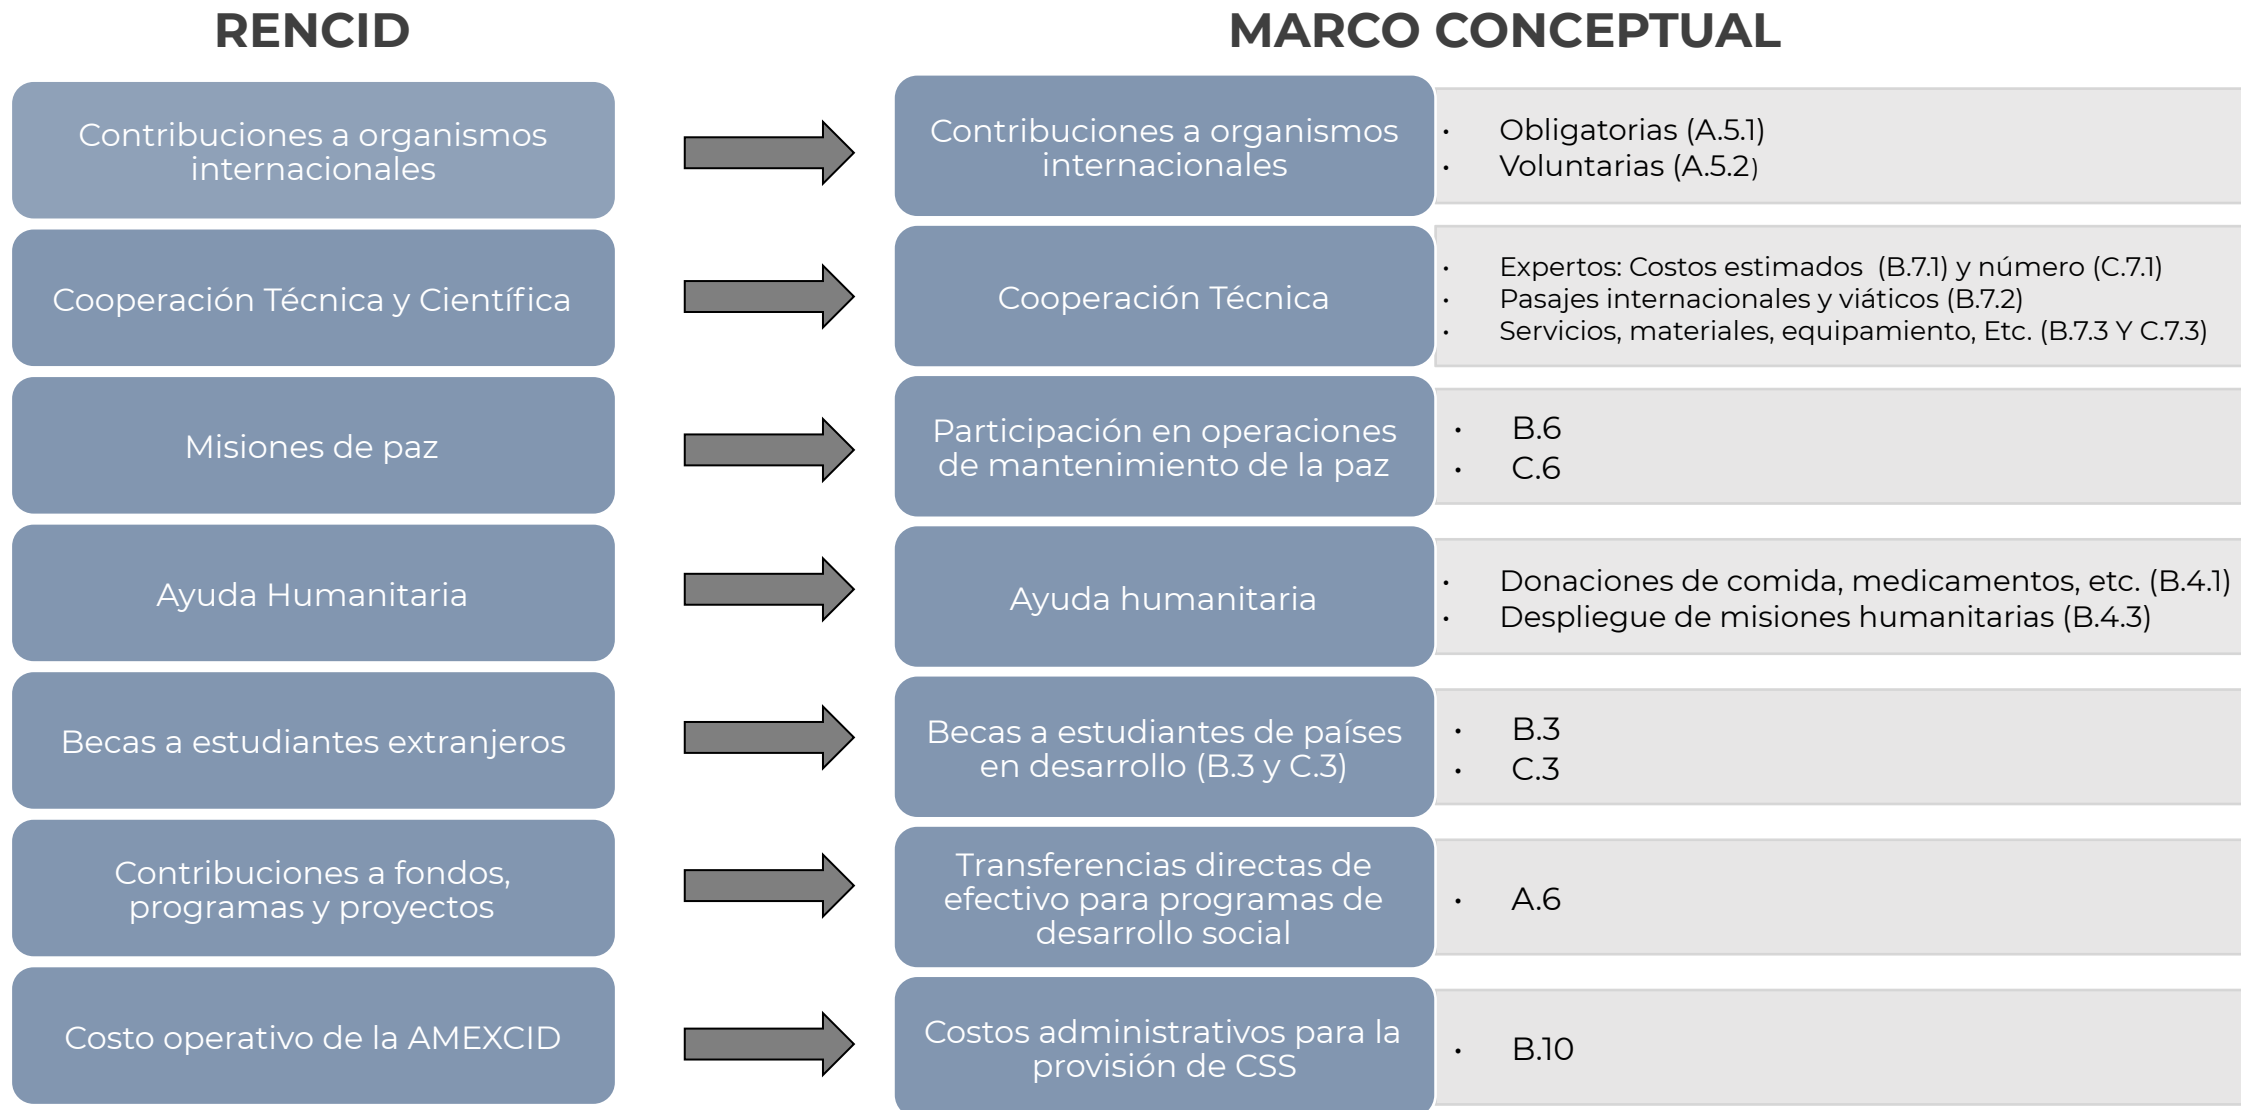 RENCID
MARCO CONCEPTUAL
Contribuciones a organismos
internacionales
Contribuciones a organismos
internacionales
• Obligatorias (A.5.1)
• Voluntarias (A.5.2)
Cooperación Técnica y Científica
Cooperación Técnica
• Expertos: Costos estimados (B.7.1) y número (C.7.1)
• Pasajes internacionales y viáticos (B.7.2)
• Servicios, materiales, equipamiento, Etc. (B.7.3 Y C.7.3)
Misiones de paz
Participación en operaciones
de mantenimiento de la paz
• B.6
• C.6
Ayuda Humanitaria
Ayuda humanitaria
• Donaciones de comida, medicamentos, etc. (B.4.1)
• Despliegue de misiones humanitarias (B.4.3)
Becas a estudiantes extranjeros
Becas a estudiantes de países
en desarrollo (B.3 y C.3)
• B.3
• C.3
Contribuciones a fondos,
programas y proyectos
Transferencias directas de
efectivo para programas de
desarrollo social
• A.6
Costo operativo de la AMEXCID
Costos administrativos para la
provisión de CSS
• B.10